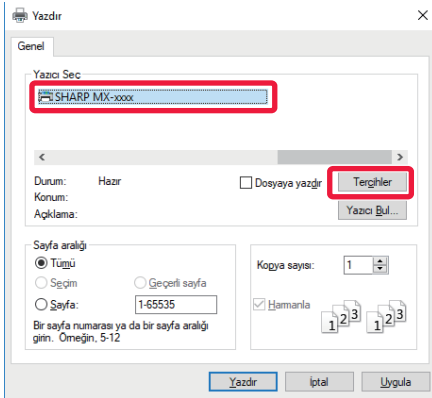 Yazdır
Genel
Yazıcı Seç
SHARP MX-xxxx
Durum: Hazır
Dosyaya yazdır
Tercihler
Konum:
Açıklama:
Yazıcı Bul...
Sayfa aralığı
Tümü
Seçim
Geçerli sayfa
Sayfa:
1-65535
Bir sayfa numarası ya da bir sayfa aralığı
girin. Örneğin, 5-12
Kopya sayısı:
1
Harmanla
1 2 3
1 2 3
Yazdır
İptal
Uygula